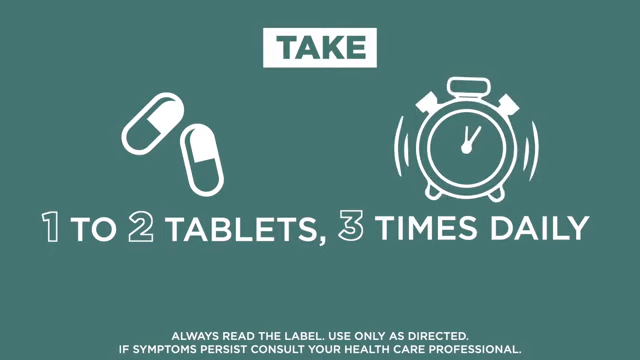 TAKE
1 TO 2 TABLETS, 3 TIMES DAILY
ALWAYS READ THE LABEL. USE ONLY AS DIRECTED.
IF SYMPTOMS PERSIST CONSULT YOUR HEALTH CARE PROFESSIONAL.